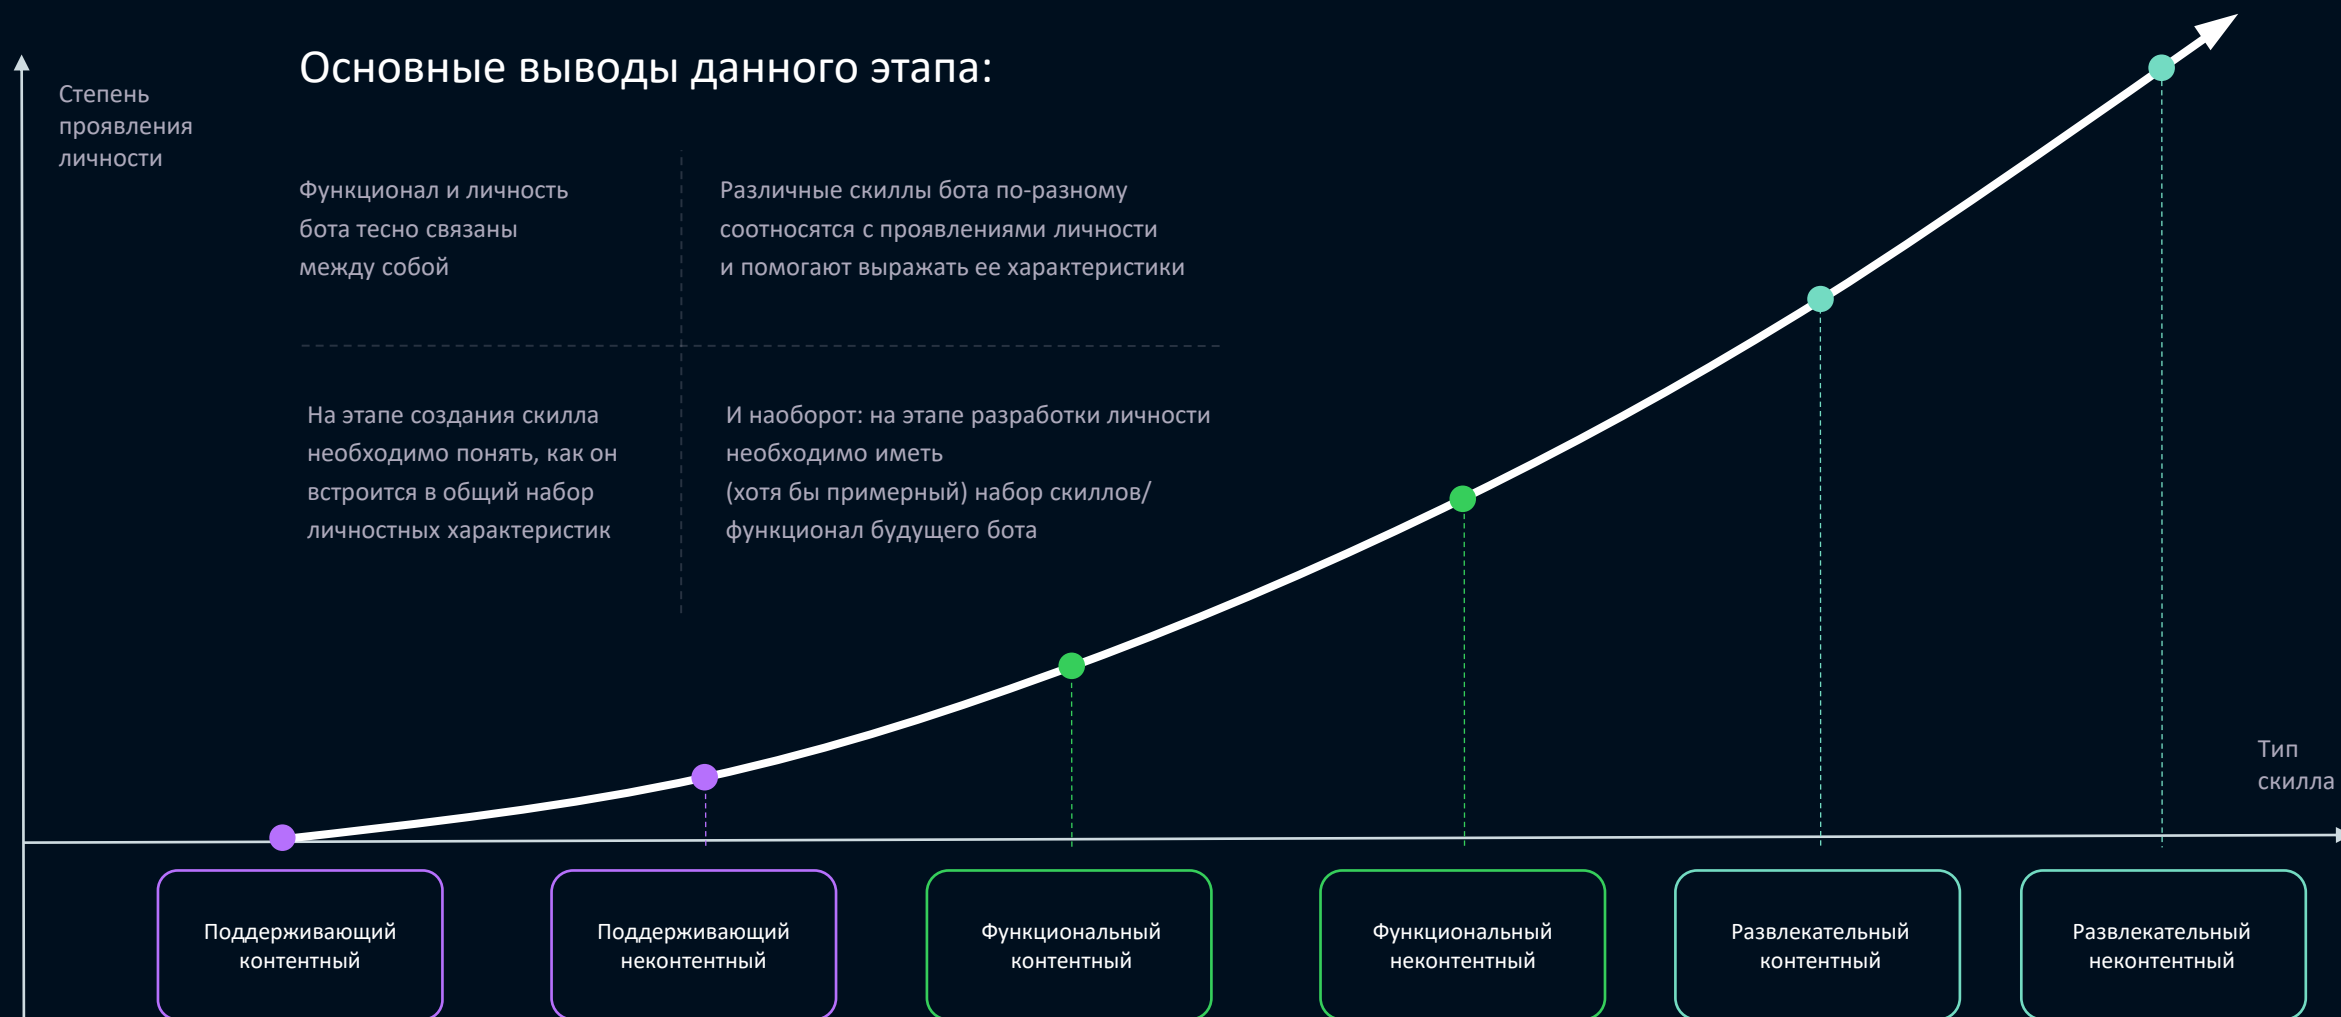 Основные выводы данного этапа:
Степень
проявления
личности
Функционал и личность
бота тесно связаны
между собой
Различные скиллы бота по-разному
соотносятся с проявлениями личности
и помогают выражать ее характеристики
На этапе создания скилла
необходимо понять, как он
встроится в общий набор
личностных характеристик
И наоборот: на этапе разработки личности
необходимо иметь
(хотя бы примерный) набор скиллов/
функционал будущего бота
Тип
скилла
Поддерживающий
контентный
Поддерживающий
неконтентный
Функциональный
контентный
Функциональный
неконтентный
Развлекательный
контентный
Развлекательный
неконтентный